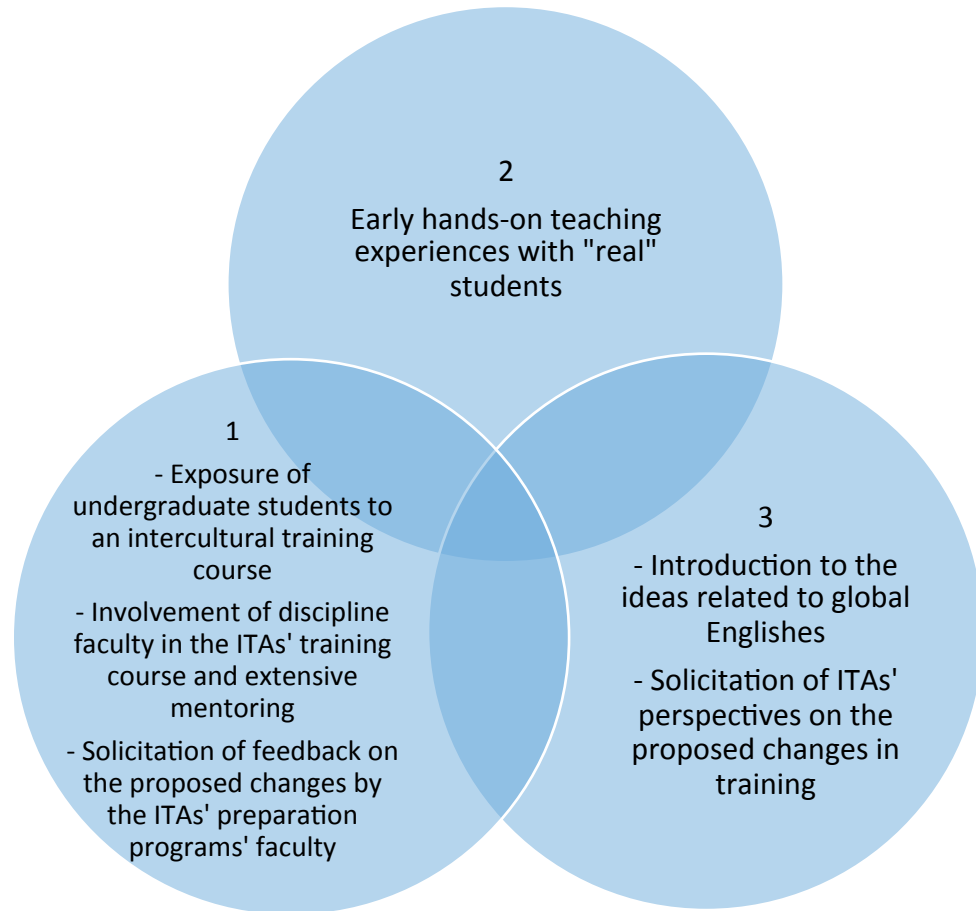 2
Early hands-on teaching
experiences with "real"
students
1
- Exposure of
undergraduate students to
an intercultural training
course
- Involvement of discipline
faculty in the ITAs' training
course and extensive
mentoring
- Solicitation of feedback on
the proposed changes by
the ITAs' preparation
programs' faculty
3
- Introduction to the
ideas related to global
Englishes
- Solicitation of ITAs'
perspectives on the
proposed changes in
training